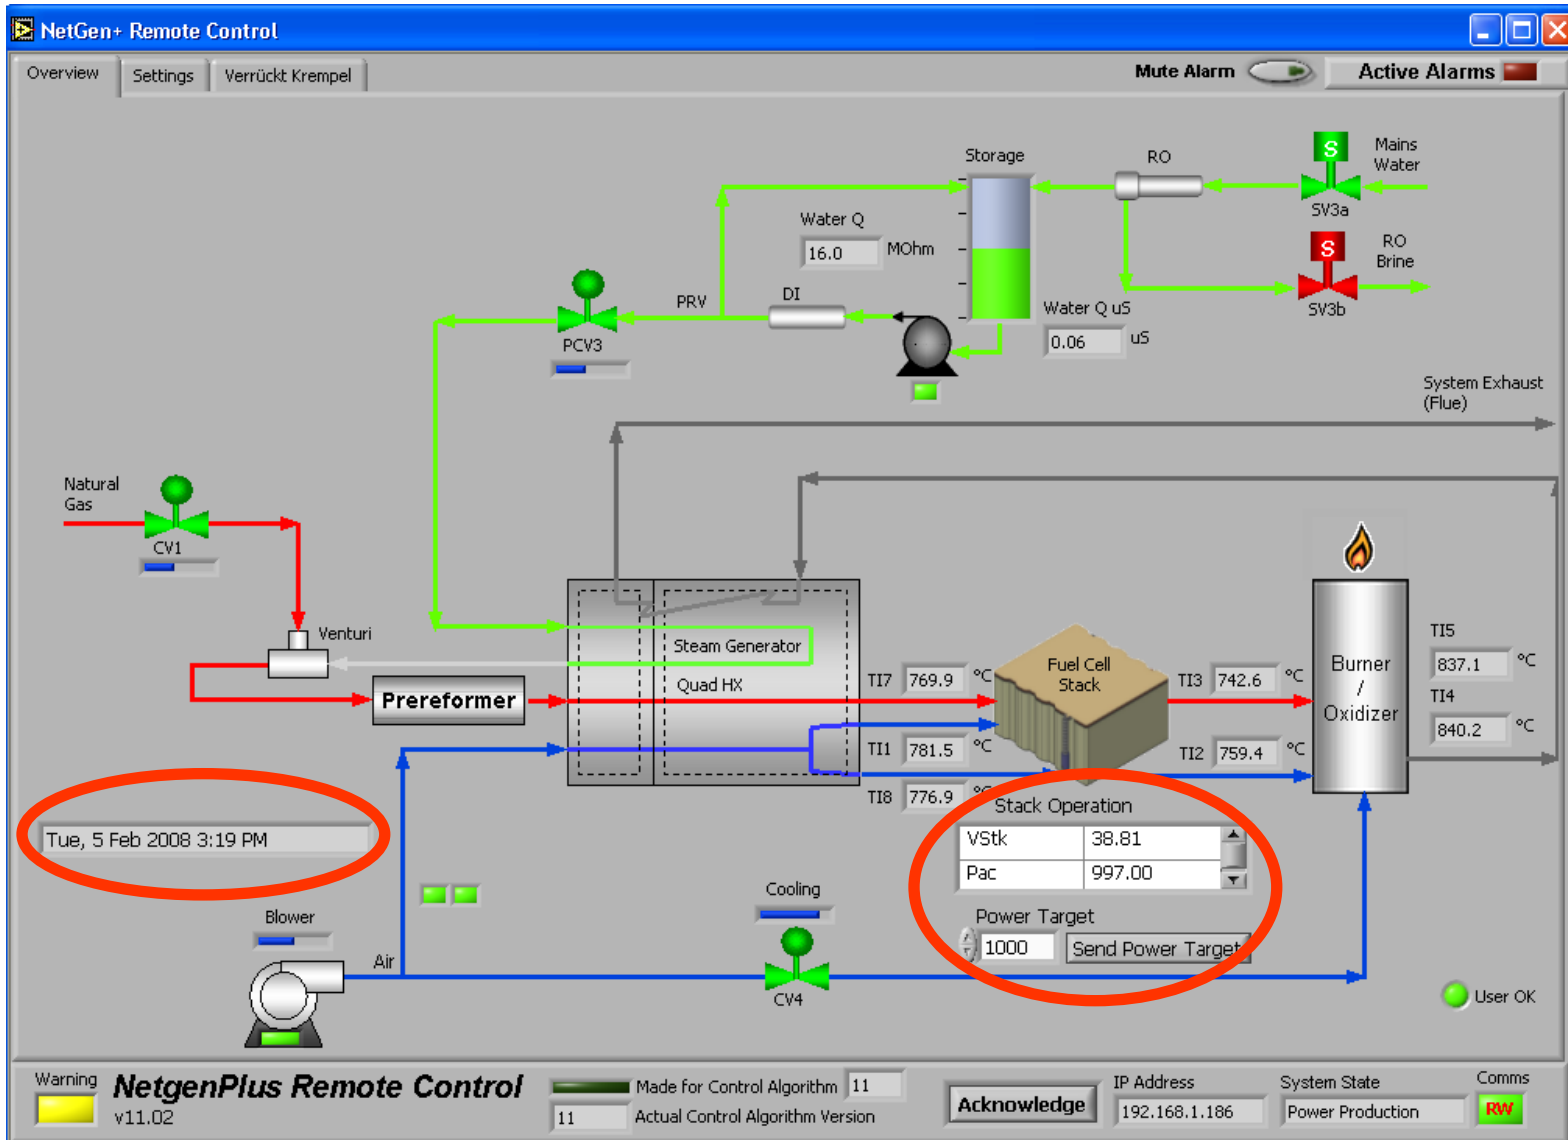 NetGen+ Remote Control
Overview
Settings
Verrückt Krempel
Mute Alarm
Active Alarms
Storage
RO
S
Mains
Water
SV3a
Water Q
16.0
MOhm
S
RO
Brine
SV3b
PRV
DI
Water Q uS
0.06
uS
PCV3
System Exhaust
(Flue)
Natural
Gas
CV1
Venturi
Steam Generator
Quad HX
Prereformer
TI7
769.9
°C
Fuel Cell
Stack
TI3
742.6
°C
Burner
/
Oxidizer
TI5
837.1
°C
TI4
840.2
°C
TI1
781.5
°C
TI2
759.4
°C
TI8
776.9
°C
Stack Operation
VStk
38.81
Pac
997.00
Power Target
1000
Send Power Target
Tue, 5 Feb 2008 3:19 PM
Blower
Air
Cooling
CV4
User OK
Warning
NetgenPlus Remote Control
v11.02
Made for Control Algorithm
11
11
Actual Control Algorithm Version
Acknowledge
IP Address
192.168.1.186
System State
Power Production
Comms
RW